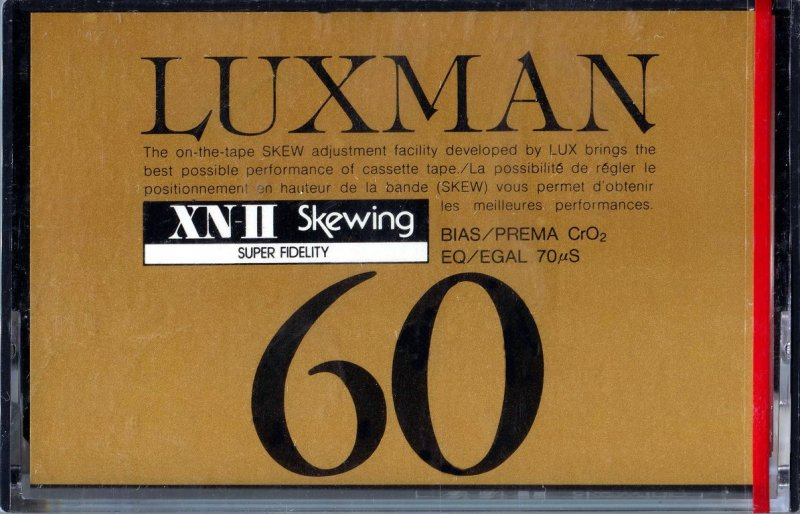 LUXMAN
The on-the-tape SKEW adjustment facility developed by LUX brings the
best possible performance of cassette tape./La possibilité de régler le
positionnement en hauteur de la bande (SKEW) vous permet d'obtenir
les meilleures performances.
XN-II Skewing
SUPER FIDELITY
BIAS/PREMA CrO₂
EQ/EGAL 70μS
60